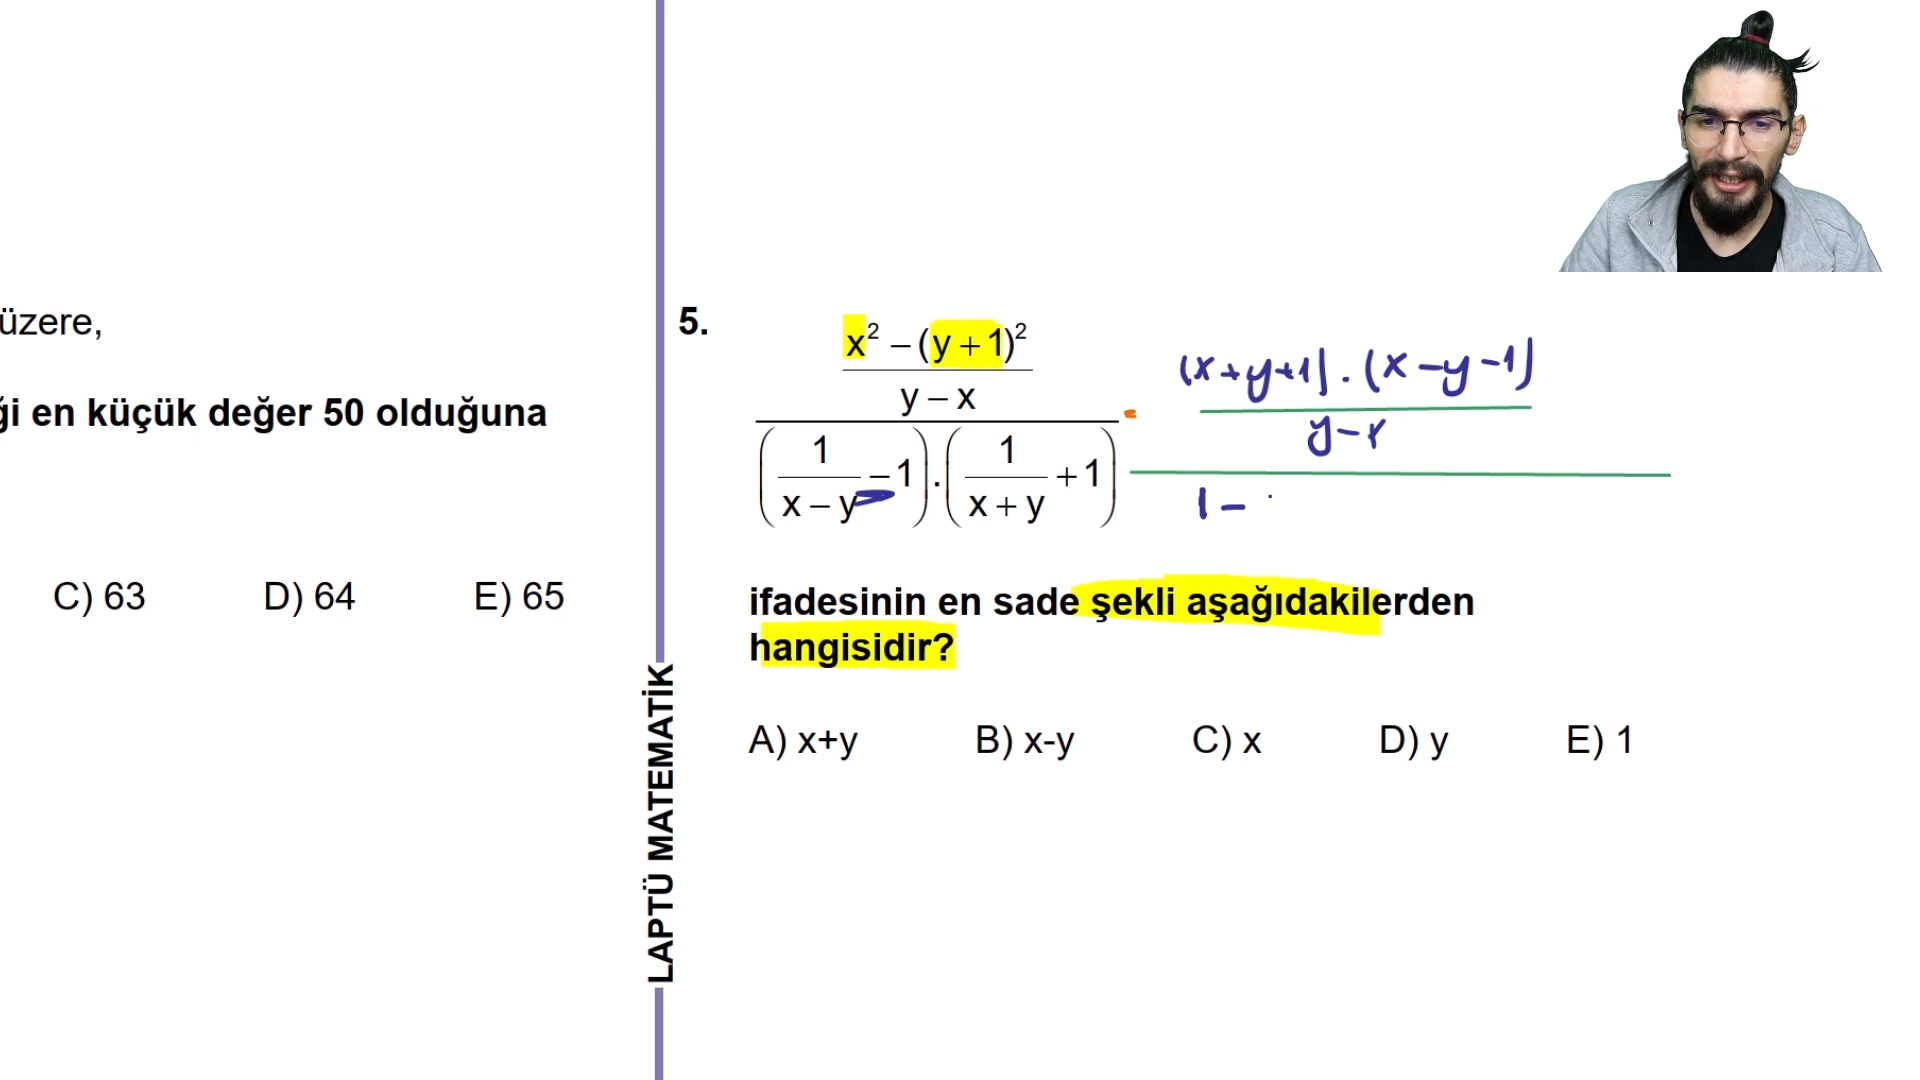 üzere,
ği en küçük değer 50 olduğuna
C) 63 D) 64 E) 65
LAPTÜ MATEMATİK
5.
x² – (y + 1)²
y – x
(1/(x – y) – 1) . (1/(x + y) + 1)
=
(x+y+1) . (x–y–1)
y–x
1 –
ifadesinin en sade şekli aşağıdakilerden
hangisidir?
A) x+y B) x-y C) x D) y E) 1